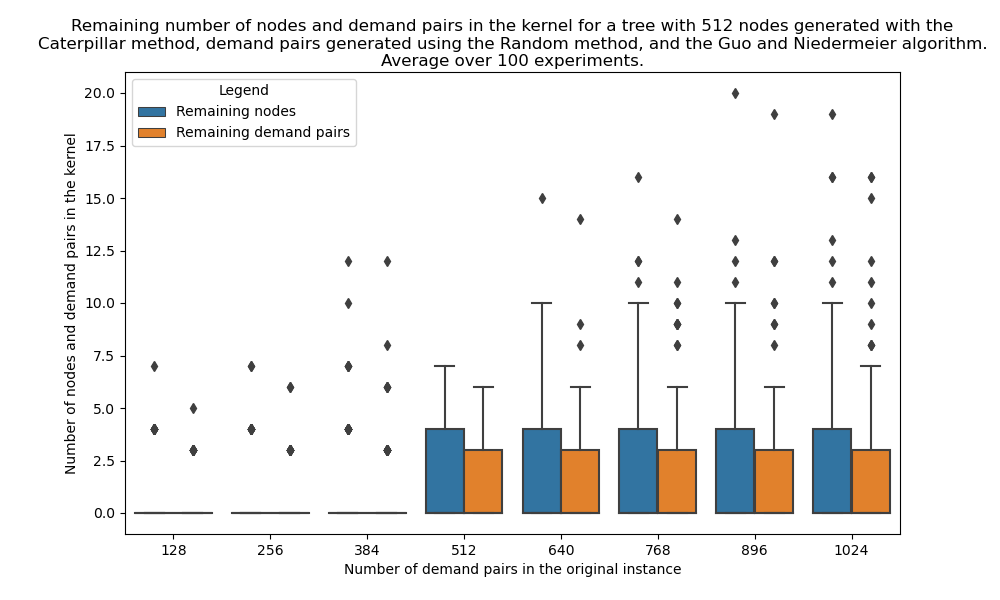 Remaining number of nodes and demand pairs in the kernel for a tree with 512 nodes generated with the
Caterpillar method, demand pairs generated using the Random method, and the Guo and Niedermeier algorithm.
Average over 100 experiments.
Legend
Remaining nodes
Remaining demand pairs
Number of nodes and demand pairs in the kernel
20.0
17.5
15.0
12.5
10.0
7.5
5.0
2.5
0.0
128 256 384 512 640 768 896 1024
Number of demand pairs in the original instance